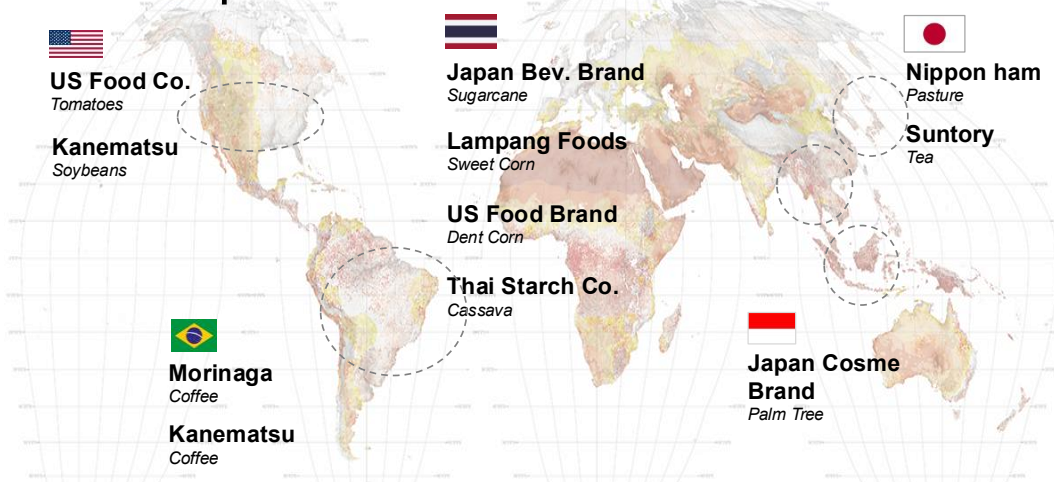 US Food Co.
Tomatoes
Kanematsu
Soybeans
Morinaga
Coffee
Kanematsu
Coffee
Japan Bev. Brand
Sugarcane
Lampang Foods
Sweet Corn
US Food Brand
Dent Corn
Thai Starch Co.
Cassava
Japan Cosme
Brand
Palm Tree
Nippon ham
Pasture
Suntory
Tea